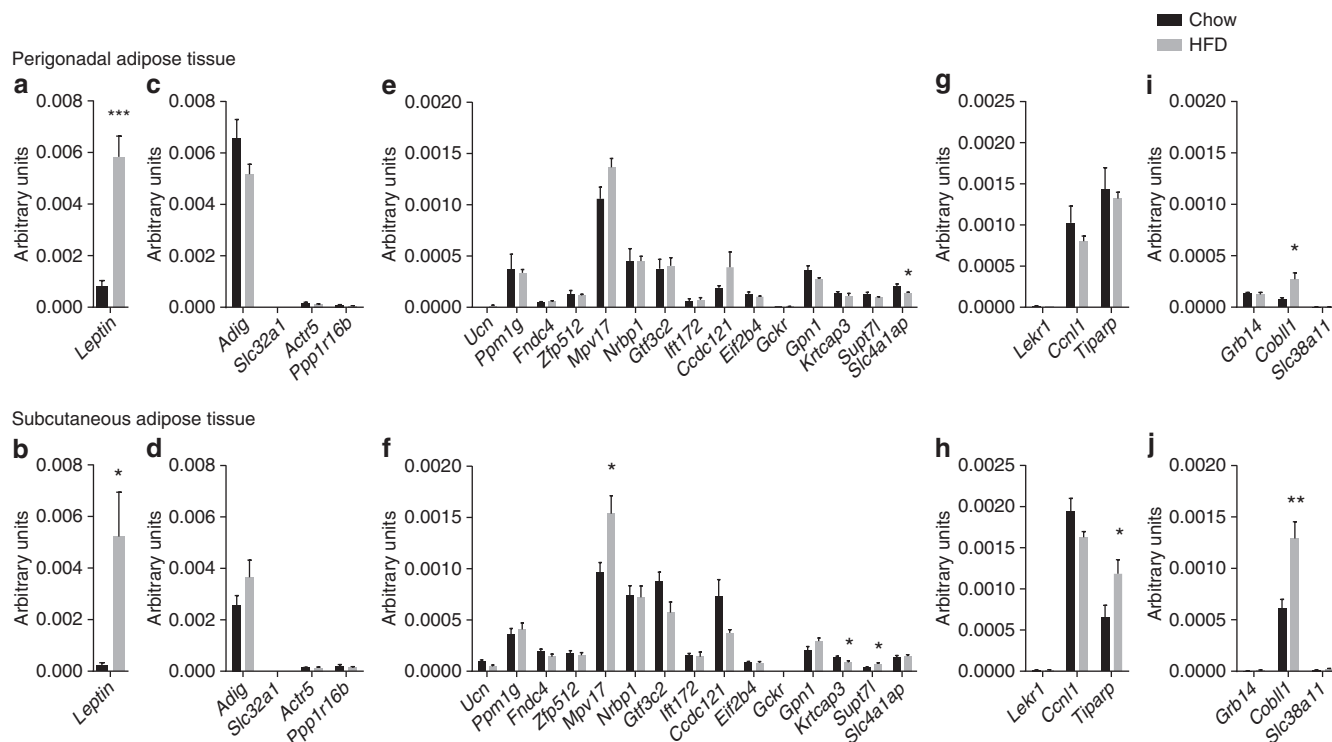 Chow
HFD
Perigonadal adipose tissue
a
c
e
g
i
Arbitrary units
0.008
0.006
0.004
0.002
0.000
***
Leptin
Arbitrary units
0.008
0.006
0.004
0.002
0.000
Adig
Slc32a1
Actr5
Ppp1r16b
Arbitrary units
0.0020
0.0015
0.0010
0.0005
0.0000
*
Ucn
Ppm1g
Fndc4
Zfp512
Mpv17
Nrbp1
Gtf3c2
Ift172
Ccdc121
Eif2b4
Gckr
Gpn1
Krtcap3
Supt7l
Slc4a1ap
Arbitrary units
0.0025
0.0020
0.0015
0.0010
0.0005
0.0000
Lekr1
Ccnl1
Tiparp
Arbitrary units
0.0020
0.0015
0.0010
0.0005
0.0000
*
Grb14
Cobll1
Slc38a11
Subcutaneous adipose tissue
b
d
f
h
j
Arbitrary units
0.008
0.006
0.004
0.002
0.000
*
Leptin
Arbitrary units
0.008
0.006
0.004
0.002
0.000
Adig
Slc32a1
Actr5
Ppp1r16b
Arbitrary units
0.0020
0.0015
0.0010
0.0005
0.0000
*
*
*
Ucn
Ppm1g
Fndc4
Zfp512
Mpv17
Nrbp1
Gtf3c2
Ift172
Ccdc121
Eif2b4
Gckr
Gpn1
Krtcap3
Supt7l
Slc4a1ap
Arbitrary units
0.0025
0.0020
0.0015
0.0010
0.0005
0.0000
*
Lekr1
Ccnl1
Tiparp
Arbitrary units
0.0020
0.0015
0.0010
0.0005
0.0000
**
Grb14
Cobll1
Slc38a11